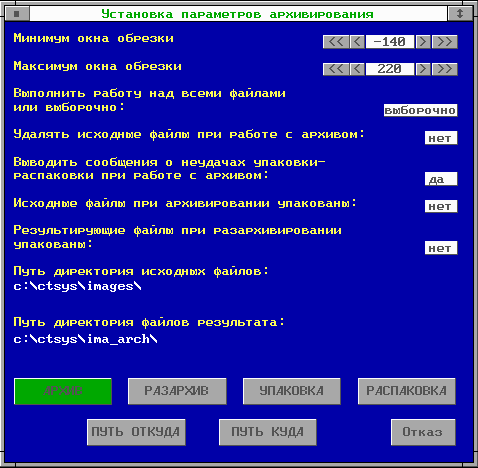 Установка параметров архивирования
Минимум окна обрезки << < -140 > >>
Максимум окна обрезки << < 220 > >>
Выполнить работу над всеми файлами
или выборочно: выборочно
Удалять исходные файлы при работе с архивом: нет
Выводить сообщения о неудачах упаковки-
распаковки при работе с архивом: да
Исходные файлы при архивировании упакованы: нет
Результирующие файлы при разархивировании
упакованы: нет
Путь директория исходных файлов:
c:\ctsys\images\
Путь директория файлов результата:
c:\ctsys\ima_arch\
АРХИВ РАЗАРХИВ УПАКОВКА РАСПАКОВКА
ПУТЬ ОТКУДА ПУТЬ КУДА Отказ